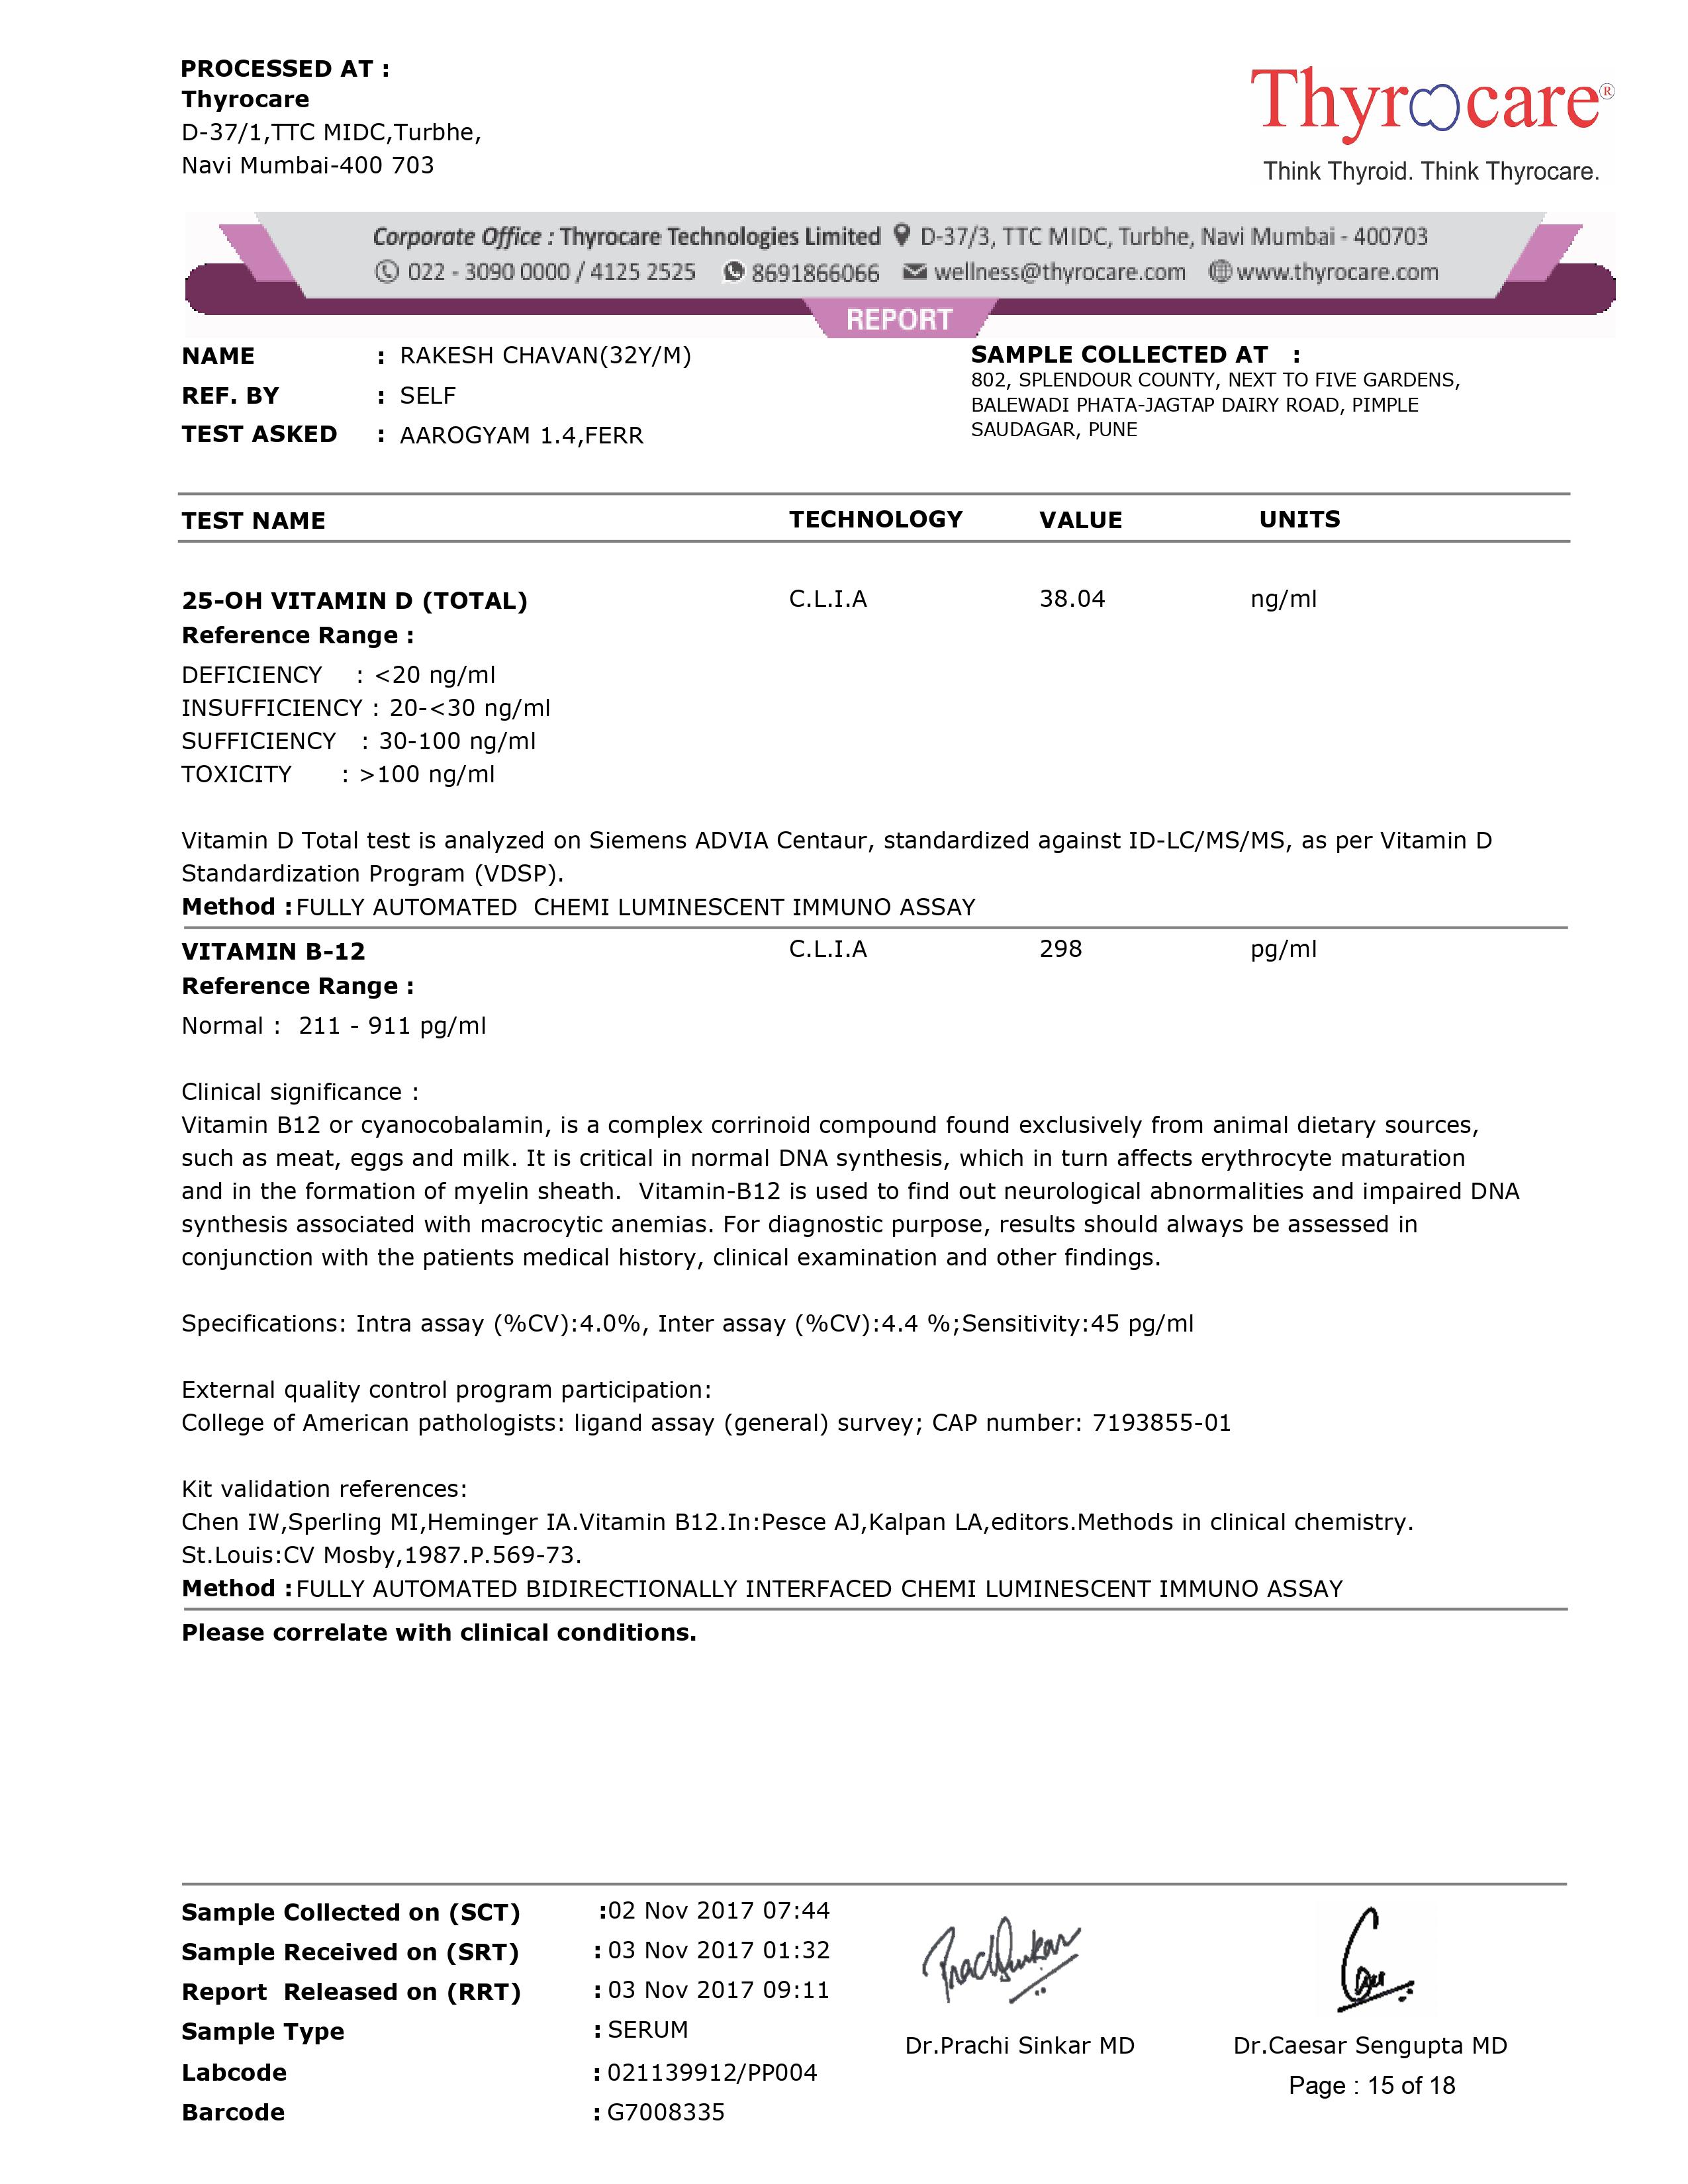 PROCESSED AT :
Thyrocare
D-37/1,TTC MIDC,Turbhe,
Navi Mumbai-400 703
Thyrocare®
Think Thyroid. Think Thyrocare.
Corporate Office : Thyrocare Technologies Limited D-37/3, TTC MIDC, Turbhe, Navi Mumbai - 400703
022 - 3090 0000 / 4125 2525 8691866066 wellness@thyrocare.com www.thyrocare.com
REPORT
NAME : RAKESH CHAVAN(32Y/M)
REF. BY : SELF
TEST ASKED : AAROGYAM 1.4,FERR
SAMPLE COLLECTED AT :
802, SPLENDOUR COUNTY, NEXT TO FIVE GARDENS,
BALEWADI PHATA-JAGTAP DAIRY ROAD, PIMPLE
SAUDAGAR, PUNE
TEST NAME TECHNOLOGY VALUE UNITS
25-OH VITAMIN D (TOTAL) C.L.I.A 38.04 ng/ml
Reference Range :
DEFICIENCY : <20 ng/ml
INSUFFICIENCY : 20-<30 ng/ml
SUFFICIENCY : 30-100 ng/ml
TOXICITY : >100 ng/ml
Vitamin D Total test is analyzed on Siemens ADVIA Centaur, standardized against ID-LC/MS/MS, as per Vitamin D
Standardization Program (VDSP).
Method : FULLY AUTOMATED CHEMI LUMINESCENT IMMUNO ASSAY
VITAMIN B-12 C.L.I.A 298 pg/ml
Reference Range :
Normal : 211 - 911 pg/ml
Clinical significance :
Vitamin B12 or cyanocobalamin, is a complex corrinoid compound found exclusively from animal dietary sources,
such as meat, eggs and milk. It is critical in normal DNA synthesis, which in turn affects erythrocyte maturation
and in the formation of myelin sheath. Vitamin-B12 is used to find out neurological abnormalities and impaired DNA
synthesis associated with macrocytic anemias. For diagnostic purpose, results should always be assessed in
conjunction with the patients medical history, clinical examination and other findings.
Specifications: Intra assay (%CV):4.0%, Inter assay (%CV):4.4 %;Sensitivity:45 pg/ml
External quality control program participation:
College of American pathologists: ligand assay (general) survey; CAP number: 7193855-01
Kit validation references:
Chen IW,Sperling MI,Heminger IA.Vitamin B12.In:Pesce AJ,Kalpan LA,editors.Methods in clinical chemistry.
St.Louis:CV Mosby,1987.P.569-73.
Method : FULLY AUTOMATED BIDIRECTIONALLY INTERFACED CHEMI LUMINESCENT IMMUNO ASSAY
Please correlate with clinical conditions.
Sample Collected on (SCT) :02 Nov 2017 07:44
Sample Received on (SRT) : 03 Nov 2017 01:32
Report Released on (RRT) : 03 Nov 2017 09:11
Sample Type : SERUM
Labcode : 021139912/PP004
Barcode : G7008335
Dr.Prachi Sinkar MD
Dr.Caesar Sengupta MD
Page : 15 of 18